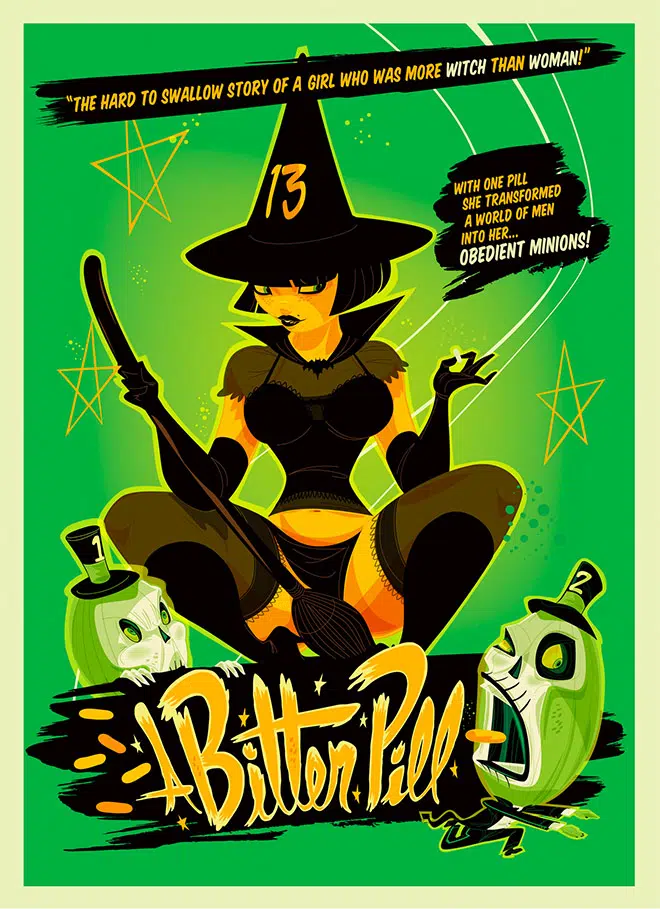 "THE HARD TO SWALLOW STORY OF A GIRL WHO WAS MORE WITCH THAN WOMAN!"
13
WITH ONE PILL
SHE TRANSFORMED
A WORLD OF MEN
INTO HER...
OBEDIENT MINIONS!
1
2
A Bitter Pill